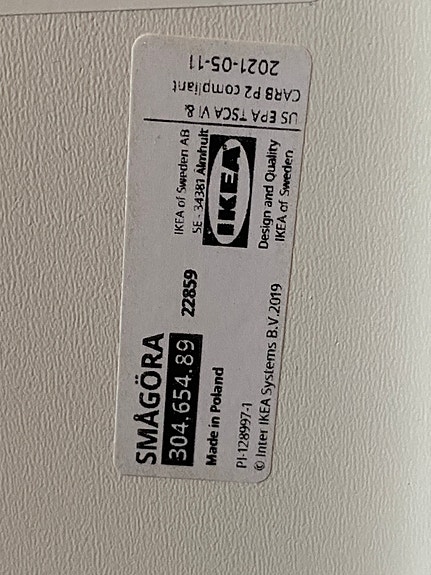 SMÅGÖRA
304.654.89
22859
Made in Poland
PI-128997-1
© Inter IKEA Systems B.V. 2019
IKEA of Sweden AB
SE - 34381 Älmhult
IKEA
Design and Quality
IKEA of Sweden
US EPA TSCA VI &
CARB P2 compliant
2021-05-11